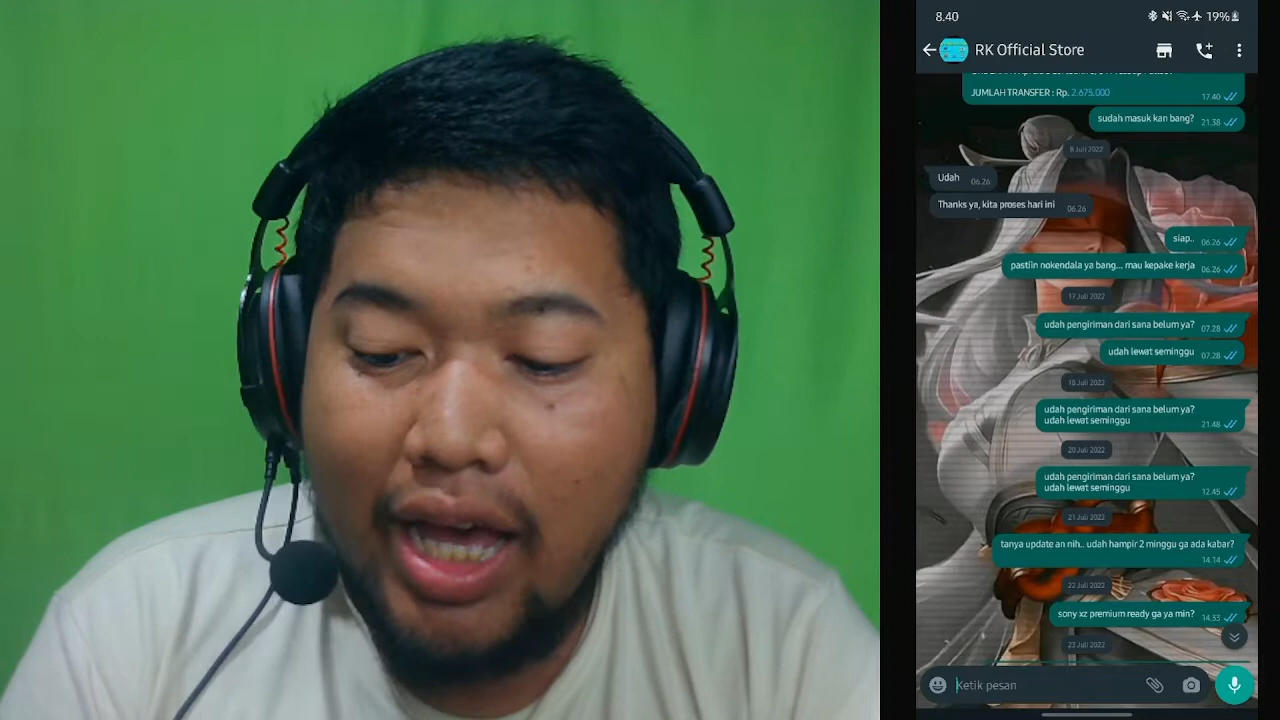 8.40
19%
RK Official Store
JUMLAH TRANSFER : Rp. 2.675.000
17.40
sudah masuk kan bang?
21.38
8 Juli 2022
Udah
06.26
Thanks ya, kita proses hari ini
06.26
siap..
06.26
pastiin nokendala ya bang... mau kepake kerja
06.26
17 Juli 2022
udah pengiriman dari sana belum ya?
07.28
udah lewat seminggu
07.28
18 Juli 2022
udah pengiriman dari sana belum ya?
udah lewat seminggu
21.48
20 Juli 2022
udah pengiriman dari sana belum ya?
udah lewat seminggu
12.45
21 Juli 2022
tanya update an nih.. udah hampir 2 minggu ga ada kabar?
14.14
22 Juli 2022
sony xz premium ready ga ya min?
14.33
23 Juli 2022
Ketik pesan